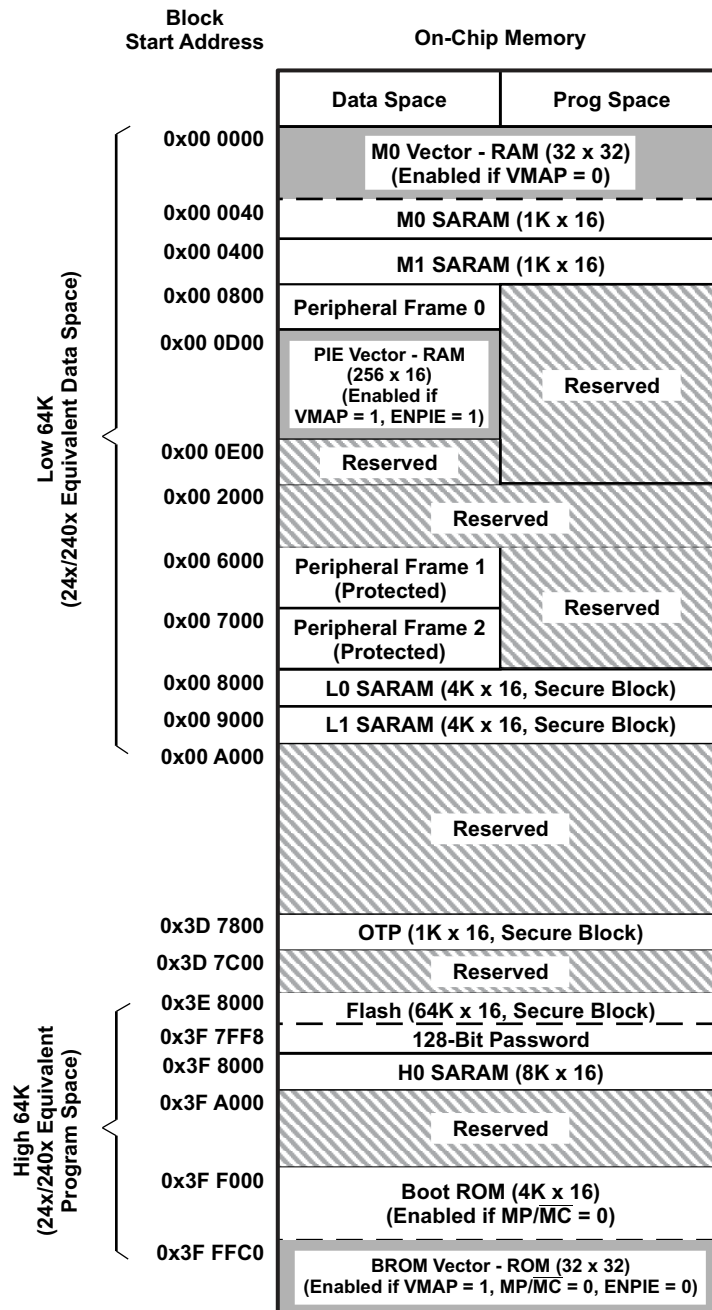 Block
Start Address
On-Chip Memory
Data Space
Prog Space
Low 64K
(24x/240x Equivalent Data Space)
0x00 0000
M0 Vector - RAM (32 x 32)
(Enabled if VMAP = 0)
0x00 0040
M0 SARAM (1K x 16)
0x00 0400
M1 SARAM (1K x 16)
0x00 0800
Peripheral Frame 0
Reserved
0x00 0D00
PIE Vector - RAM
(256 x 16)
(Enabled if
VMAP = 1, ENPIE = 1)
0x00 0E00
Reserved
0x00 2000
Reserved
0x00 6000
Peripheral Frame 1
(Protected)
Reserved
0x00 7000
Peripheral Frame 2
(Protected)
0x00 8000
L0 SARAM (4K x 16, Secure Block)
0x00 9000
L1 SARAM (4K x 16, Secure Block)
0x00 A000
Reserved
0x3D 7800
OTP (1K x 16, Secure Block)
0x3D 7C00
Reserved
High 64K
(24x/240x Equivalent
Program Space)
0x3E 8000
Flash (64K x 16, Secure Block)
0x3F 7FF8
128-Bit Password
0x3F 8000
H0 SARAM (8K x 16)
0x3F A000
Reserved
0x3F F000
Boot ROM (4K x 16)
(Enabled if MP/M̅C̅ = 0)
0x3F FFC0
BROM Vector - ROM (32 x 32)
(Enabled if VMAP = 1, MP/M̅C̅ = 0, ENPIE = 0)